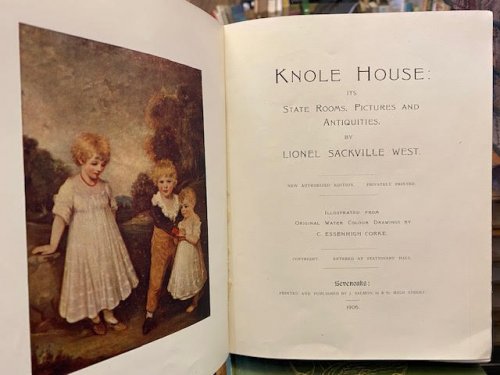 KNOLE HOUSE:
ITS
STATE ROOMS, PICTURES AND
ANTIQUITIES.
BY
LIONEL SACKVILLE WEST.
NEW AUTHORISED EDITION. PRIVATELY PRINTED.
ILLUSTRATED FROM
ORIGINAL WATER COLOUR DRAWINGS BY
C. ESSENHIGH CORKE.
COPYRIGHT. ENTERED AT STATIONERS' HALL.
Sevenoaks:
PRINTED AND PUBLISHED BY J. SALMON, HIGH STREET.
1906.